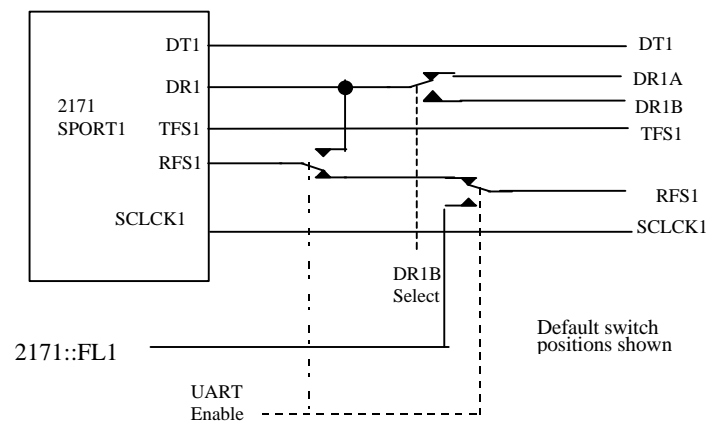 DT1
DT1
DR1
DR1A
2171
SPORT1
DR1B
TFS1
TFS1
RFS1
RFS1
SCLCK1
SCLCK1
DR1B
Select
2171::FL1
Default switch
positions shown
UART
Enable